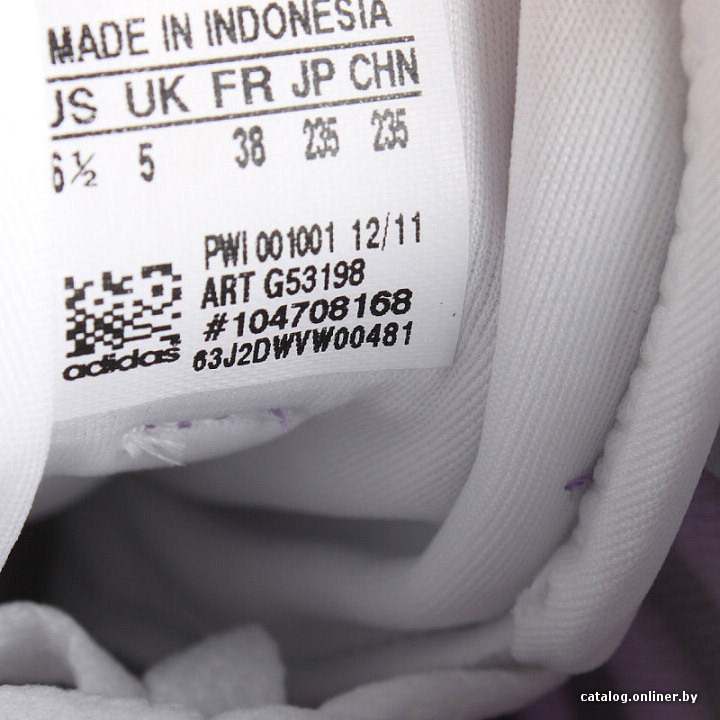 MADE IN INDONESIA
US UK FR JP CHN
6½ 5 38 235 235
PWI 001001 12/11
ART G53198
#104708168
adidas 63J2DWVW00481
catalog.onliner.by